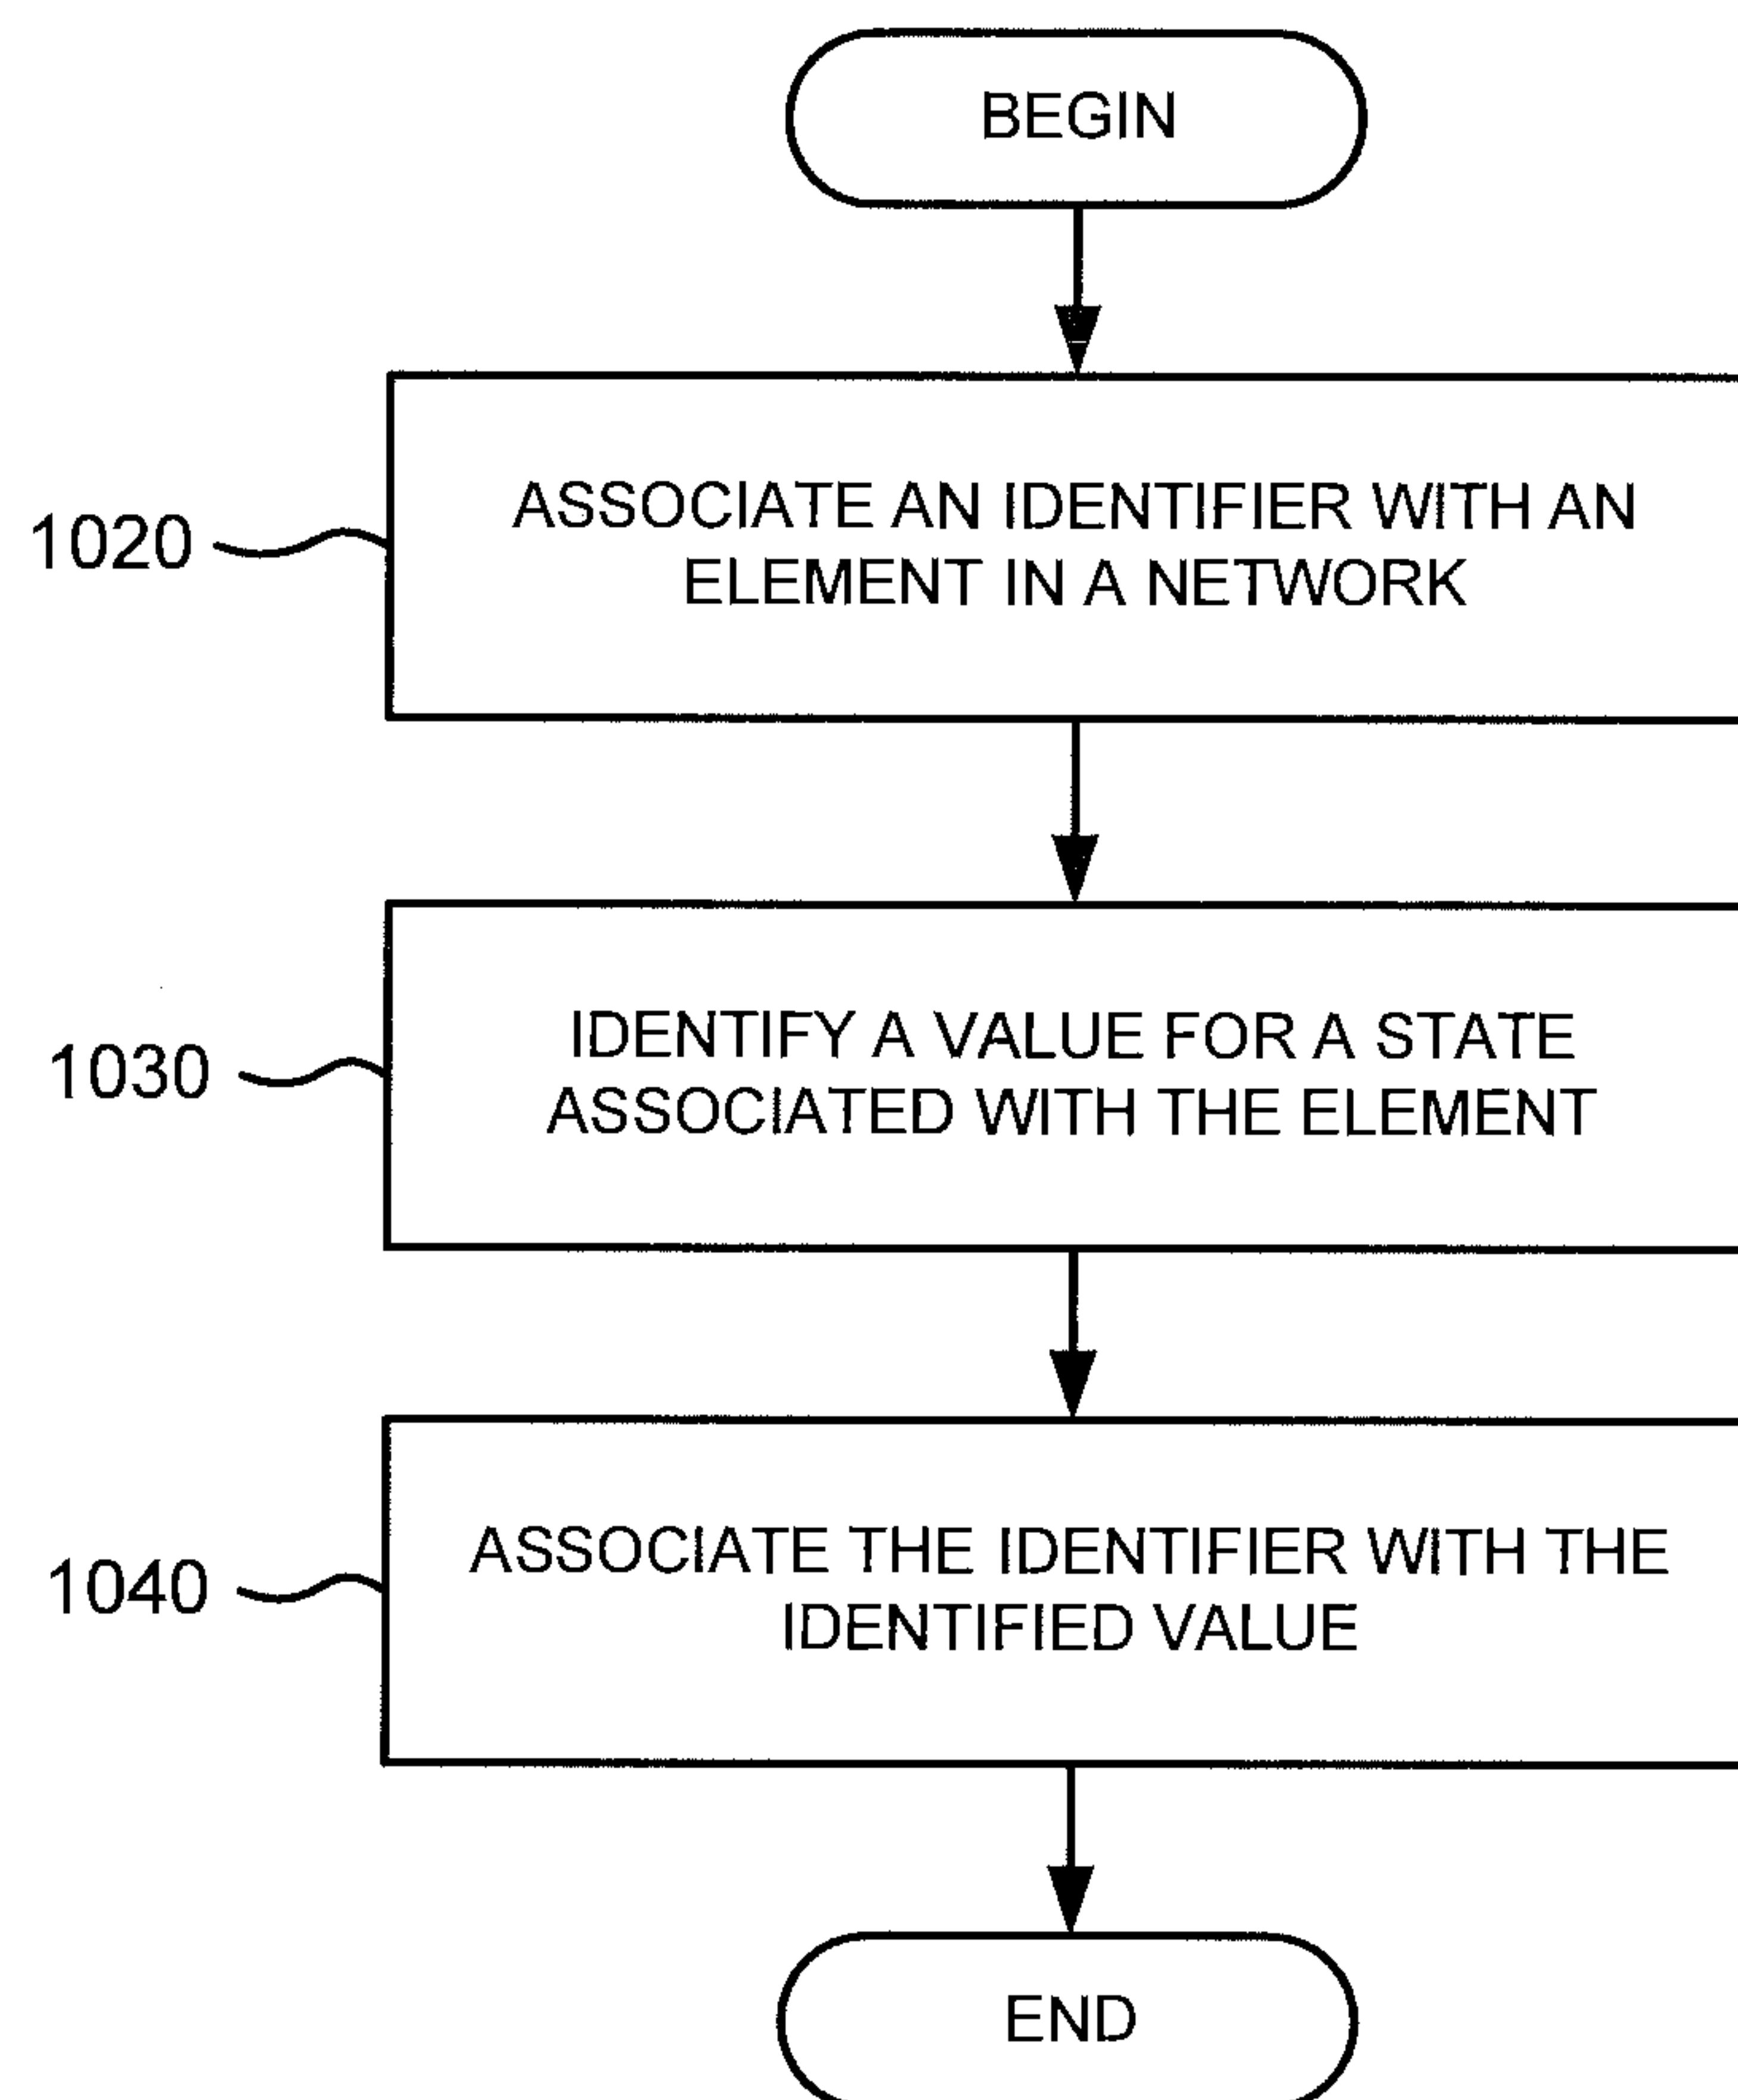 BEGIN
1020
ASSOCIATE AN IDENTIFIER WITH AN
ELEMENT IN A NETWORK
1030
IDENTIFY A VALUE FOR A STATE
ASSOCIATED WITH THE ELEMENT
1040
ASSOCIATE THE IDENTIFIER WITH THE
IDENTIFIED VALUE
END